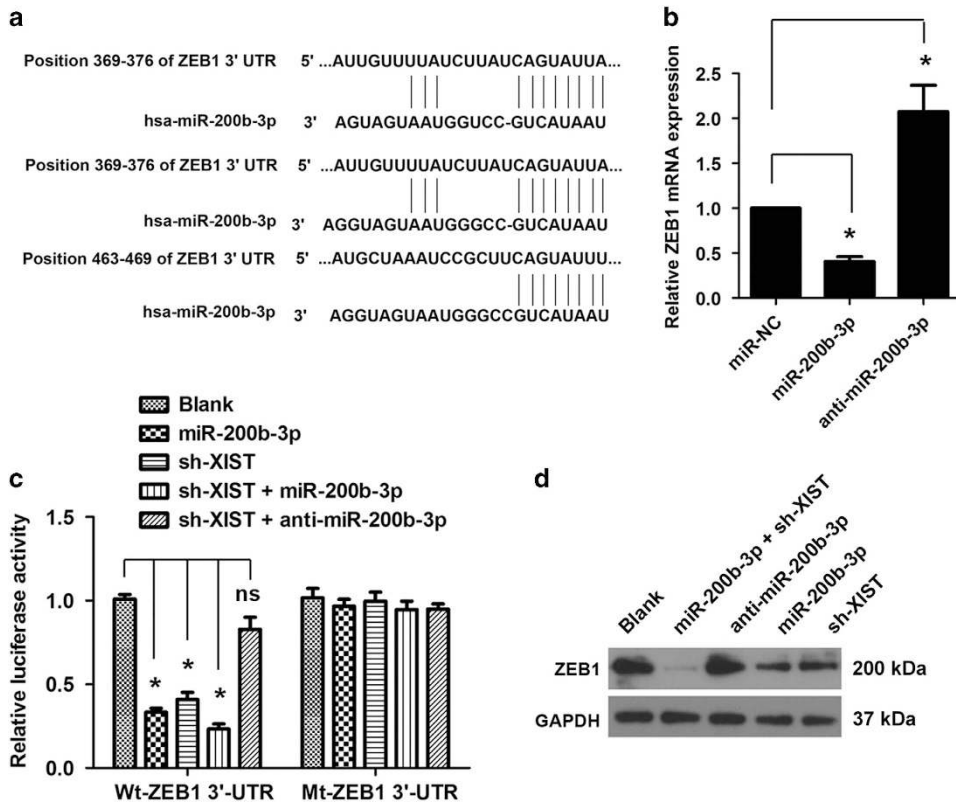 a
Position 369-376 of ZEB1 3' UTR 5' ...AUUGUUUUAUCUUAUCAGUAUUA...
hsa-miR-200b-3p 3' AGUAGUAAUGGUCC-GUCAUAAU
Position 369-376 of ZEB1 3' UTR 5' ...AUUGUUUUAUCUUAUCAGUAUUA...
hsa-miR-200b-3p 3' AGGUAGUAAUGGGCC-GUCAUAAU
Position 463-469 of ZEB1 3' UTR 5' ...AUGCUAAAUCCGCUUCAGUAUUU...
hsa-miR-200b-3p 3' AGGUAGUAAUGGGCCGUCAUAAU
b
Relative ZEB1 mRNA expression
2.5
2.0
1.5
1.0
0.5
0.0
*
*
miR-NC
miR-200b-3p
anti-miR-200b-3p
c
Blank
miR-200b-3p
sh-XIST
sh-XIST + miR-200b-3p
sh-XIST + anti-miR-200b-3p
Relative luciferase activity
1.5
1.0
0.5
0.0
*
*
*
ns
Wt-ZEB1 3'-UTR
Mt-ZEB1 3'-UTR
d
Blank
miR-200b-3p + sh-XIST
anti-miR-200b-3p
miR-200b-3p
sh-XIST
ZEB1 200 kDa
GAPDH 37 kDa